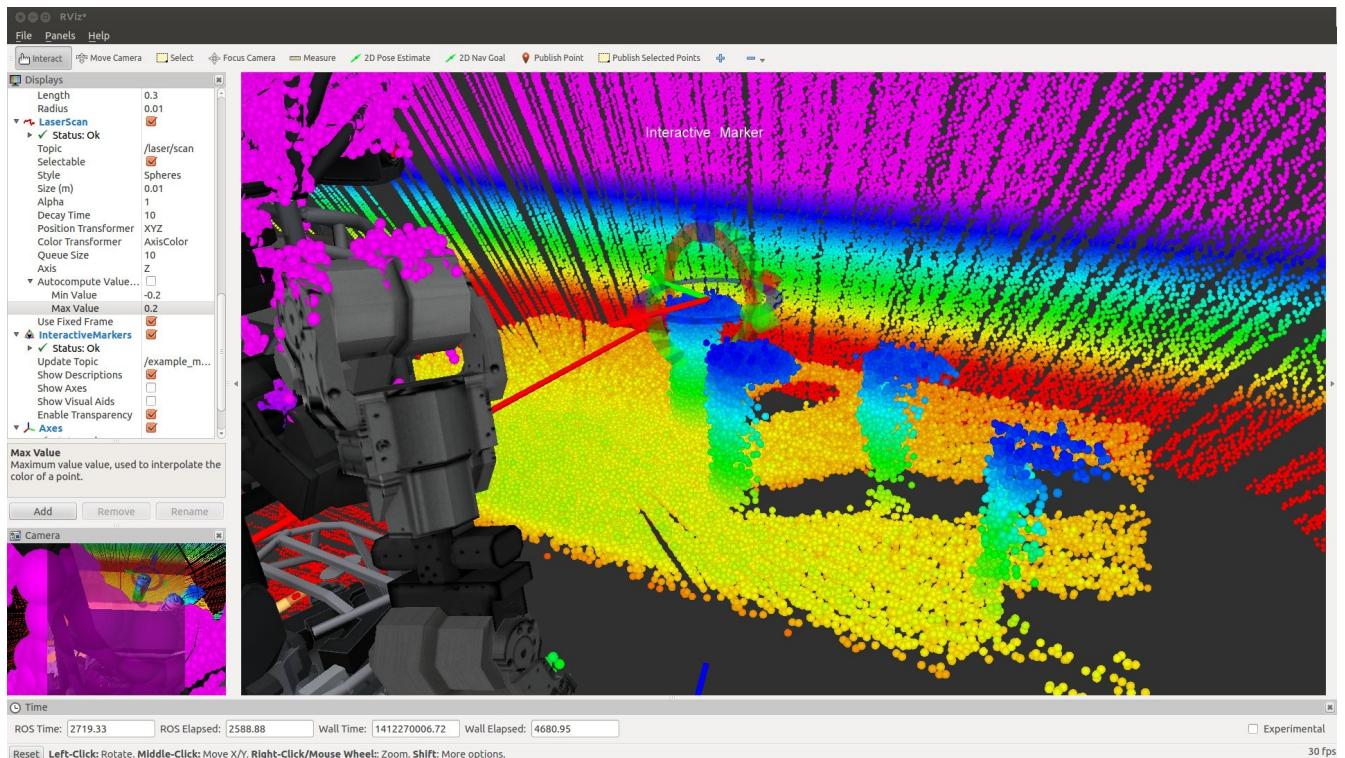 RViz*
File Panels Help
Interact Move Camera Select Focus Camera Measure 2D Pose Estimate 2D Nav Goal Publish Point Publish Selected Points
Displays
Length 0.3
Radius 0.01
LaserScan
Status: Ok
Topic /laser/scan
Selectable
Style Spheres
Size (m) 0.01
Alpha 1
Decay Time 10
Position Transformer XYZ
Color Transformer AxisColor
Queue Size 10
Axis Z
Autocompute Value...
Min Value -0.2
Max Value 0.2
Use Fixed Frame
InteractiveMarkers
Status: Ok
Update Topic /example_m...
Show Descriptions
Show Axes
Show Visual Aids
Enable Transparency
Axes
Max Value
Maximum value value, used to interpolate the
color of a point.
Add Remove Rename
Camera
Interactive Marker
Time
ROS Time: 2719.33 ROS Elapsed: 2588.88 Wall Time: 1412270006.72 Wall Elapsed: 4680.95 Experimental
Reset Left-Click: Rotate. Middle-Click: Move X/Y. Right-Click/Mouse Wheel:: Zoom. Shift: More options. 30 fps